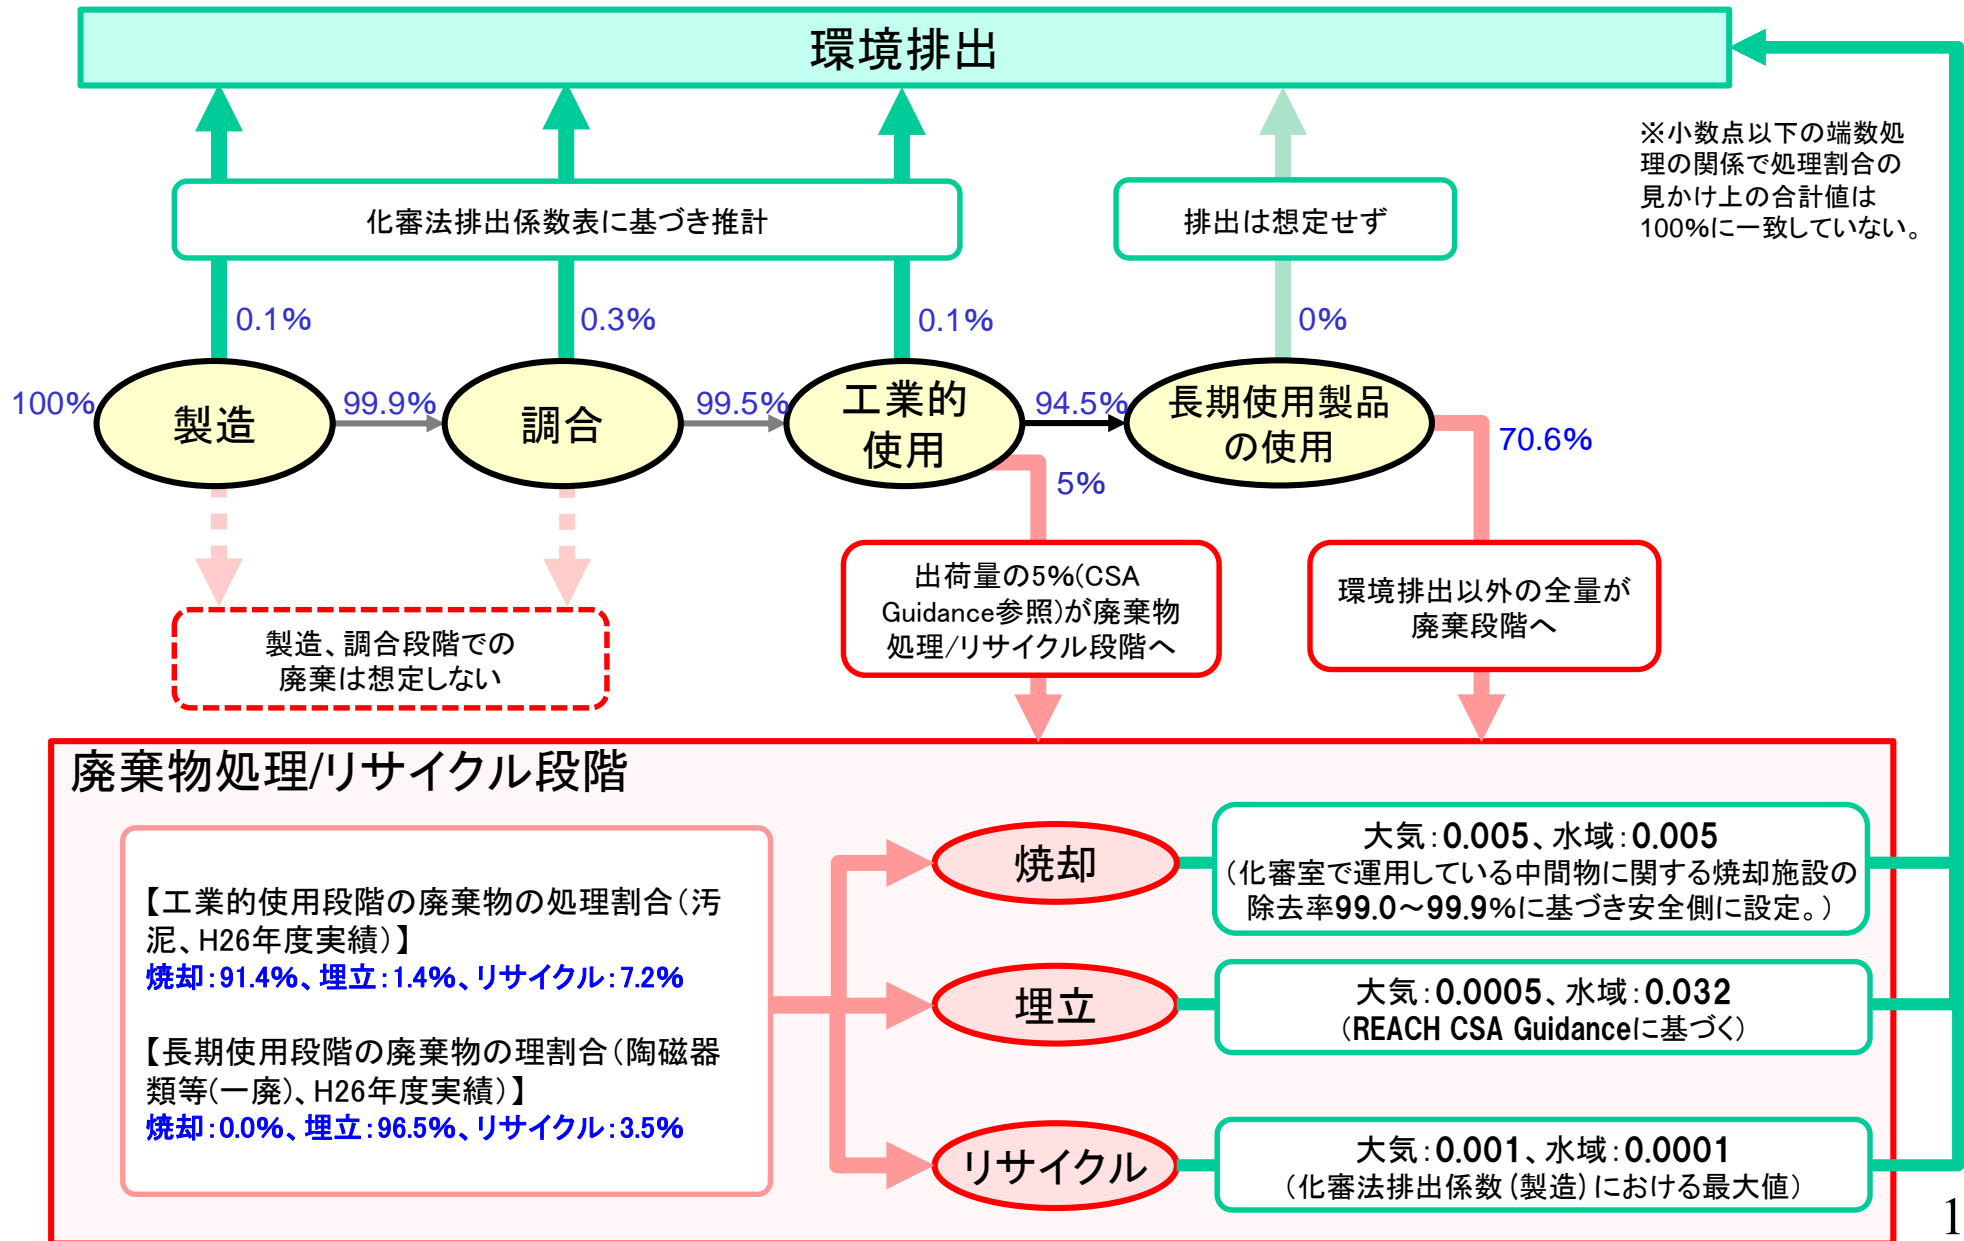 環境排出
※小数点以下の端数処
理の関係で処理割合の
見かけ上の合計値は
100%に一致していない。
化審法排出係数表に基づき推計
排出は想定せず
0.1%
0.3%
0.1%
0%
100%
製造
99.9%
調合
99.5%
工業的
使用
94.5%
長期使用製品
の使用
70.6%
5%
出荷量の5%(CSA
Guidance参照)が廃棄物
処理/リサイクル段階へ
環境排出以外の全量が
廃棄段階へ
製造、調合段階での
廃棄は想定しない
廃棄物処理/リサイクル段階
【工業的使用段階の廃棄物の処理割合(汚
泥、H26年度実績)】
焼却:91.4%、埋立:1.4%、リサイクル:7.2%
【長期使用段階の廃棄物の理割合(陶磁器
類等(一廃)、H26年度実績)】
焼却:0.0%、埋立:96.5%、リサイクル:3.5%
焼却
大気:0.005、水域:0.005
(化審室で運用している中間物に関する焼却施設の
除去率99.0～99.9%に基づき安全側に設定。)
埋立
大気:0.0005、水域:0.032
(REACH CSA Guidanceに基づく)
リサイクル
大気:0.001、水域:0.0001
(化審法排出係数(製造)における最大値)
1